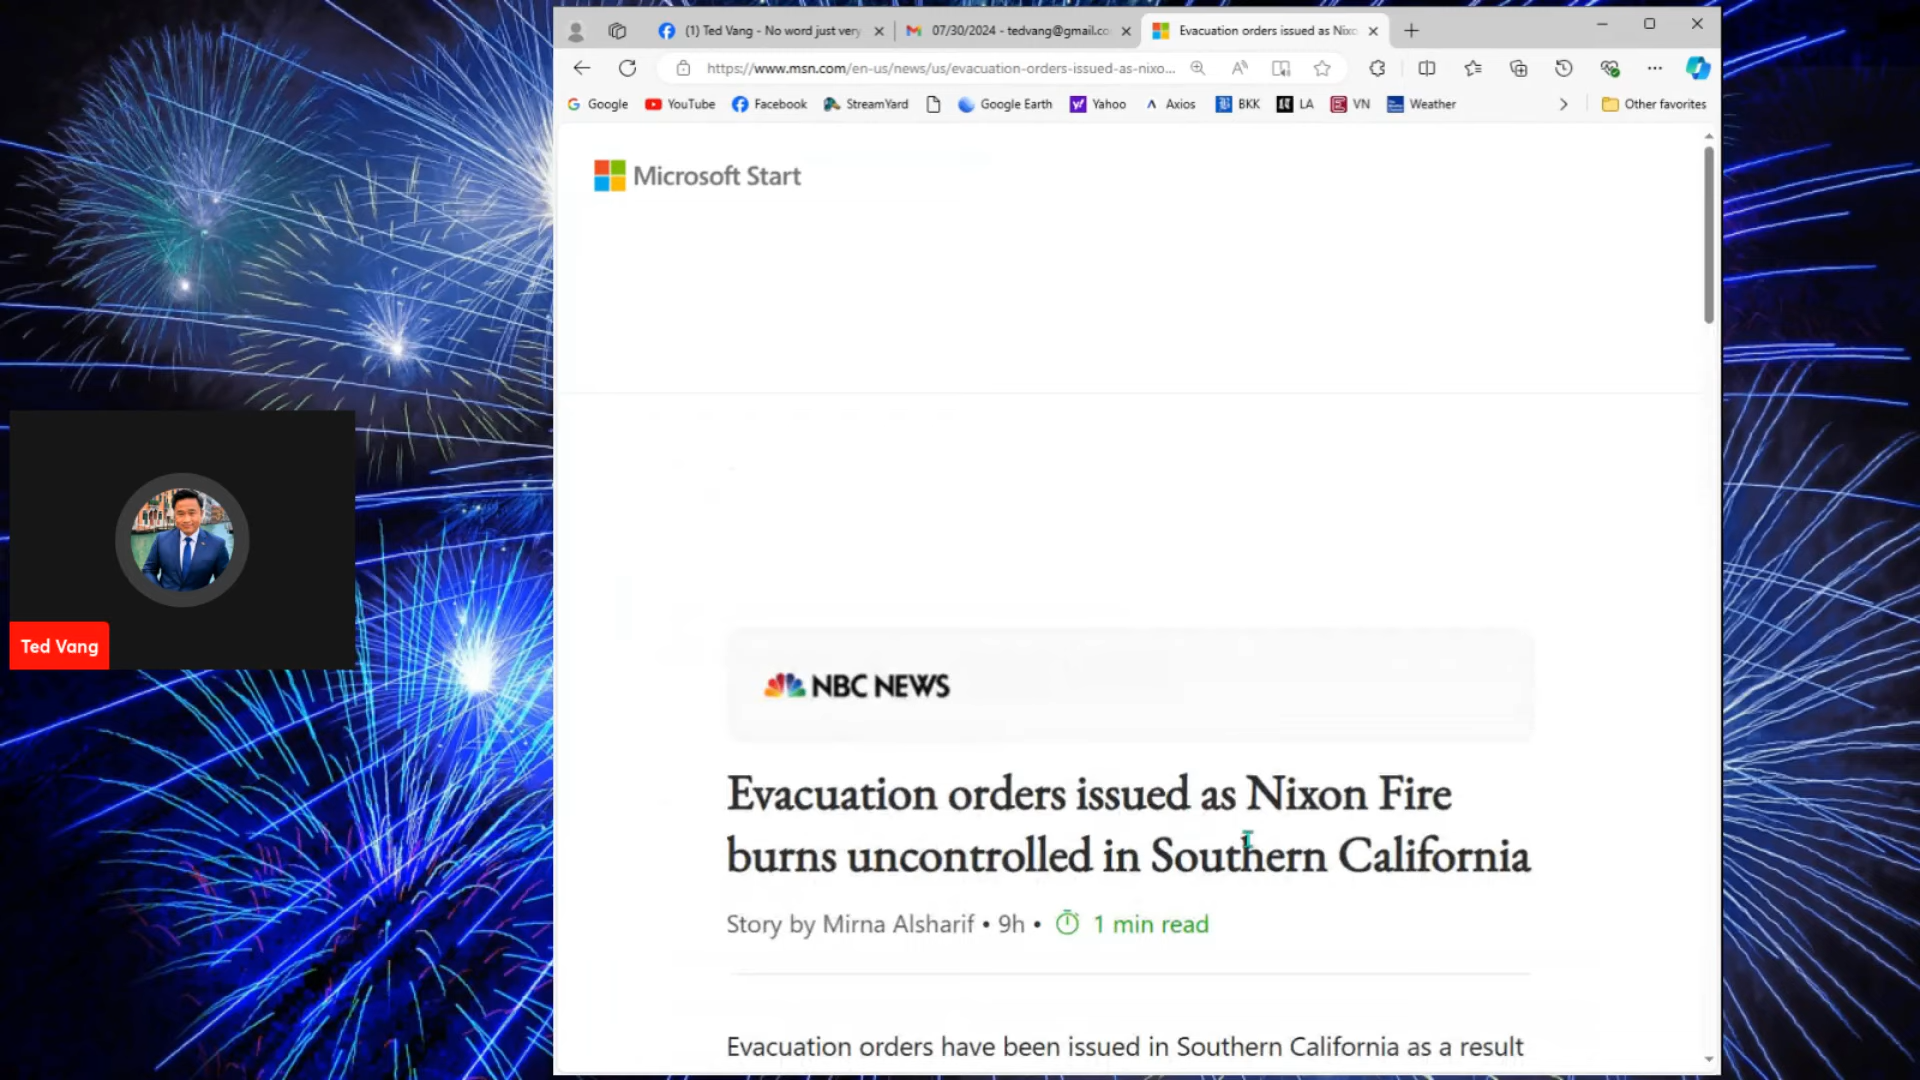 (1) Ted Vang - No word just very
07/30/2024 - tedvang@gmail.co
Evacuation orders issued as Nixo
https://www.msn.com/en-us/news/us/evacuation-orders-issued-as-nixo...
Google
YouTube
Facebook
StreamYard
Google Earth
Yahoo
Axios
BKK
LA
VN
Weather
Other favorites
Microsoft Start
NBC NEWS
Evacuation orders issued as Nixon Fire
burns uncontrolled in Southern California
Story by Mirna Alsharif • 9h • 1 min read
Evacuation orders have been issued in Southern California as a result
Ted Vang